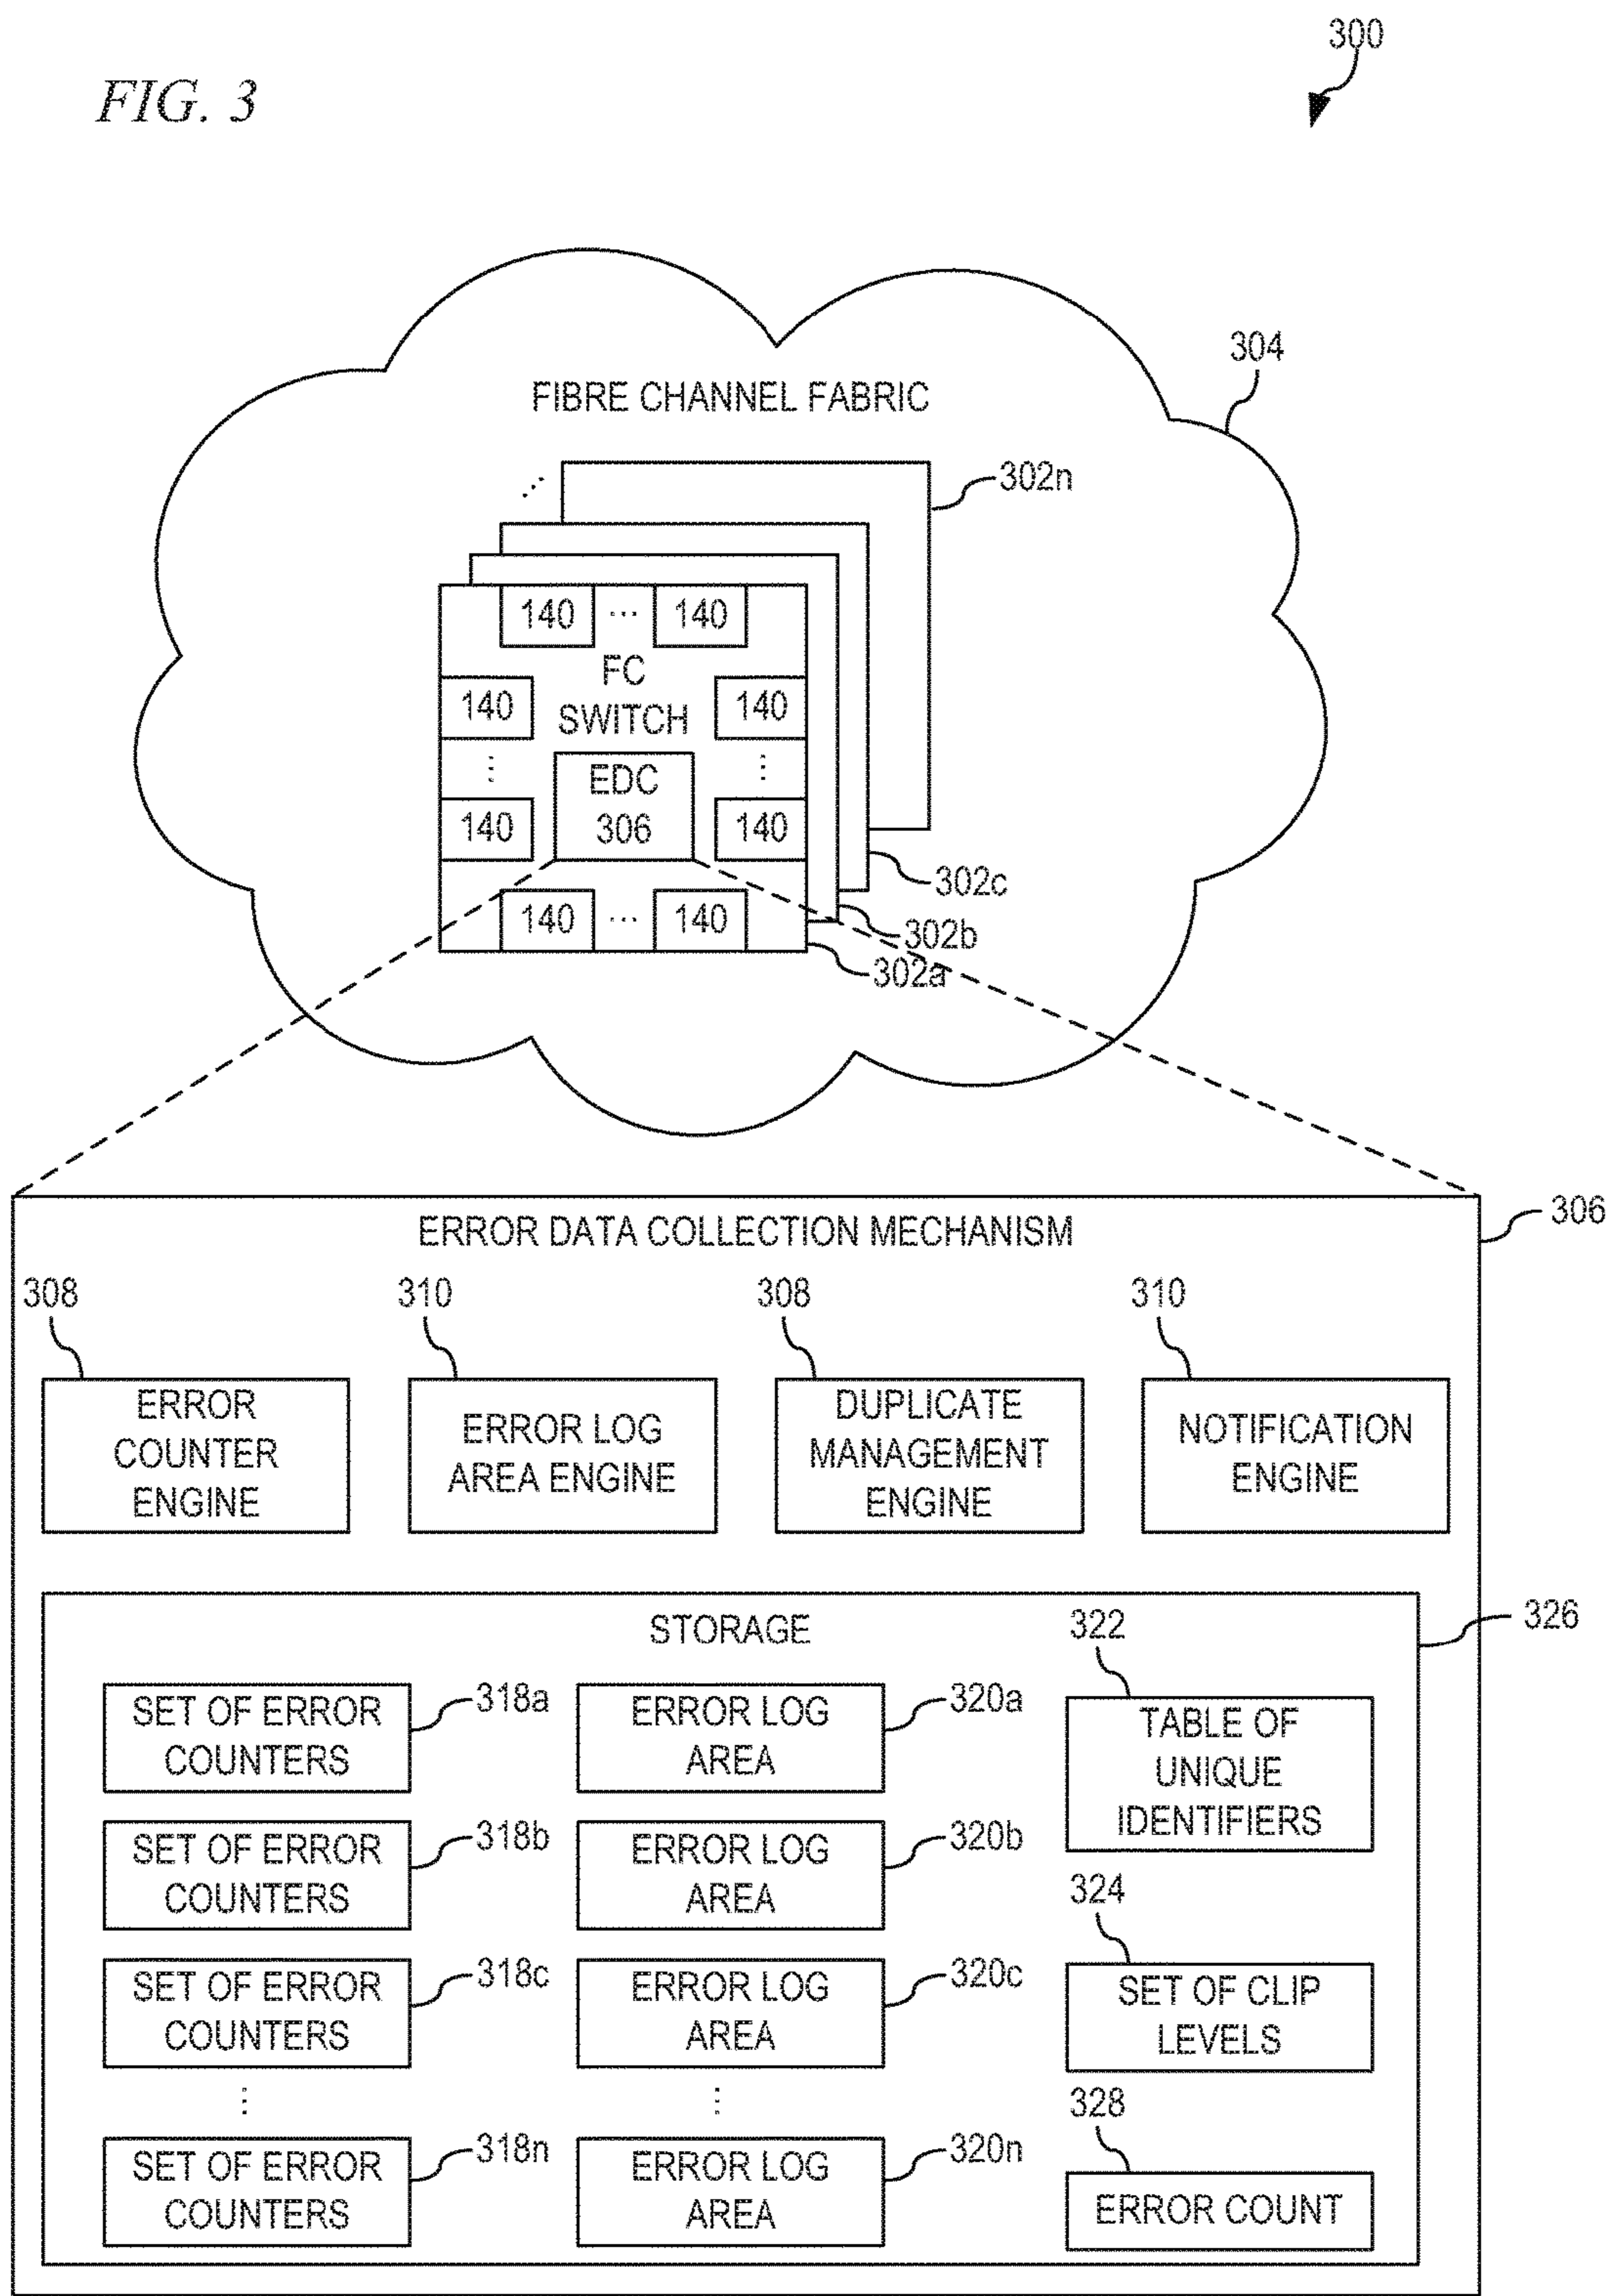 300
FIG. 3
304
FIBRE CHANNEL FABRIC
302n
140 ... 140
FC
SWITCH
140 140
EDC
306
140 140
140 ... 140
302c
302b
302a
306
ERROR DATA COLLECTION MECHANISM
308 310 308 310
ERROR
COUNTER
ENGINE
ERROR LOG
AREA ENGINE
DUPLICATE
MANAGEMENT
ENGINE
NOTIFICATION
ENGINE
326
STORAGE
SET OF ERROR
COUNTERS
318a
ERROR LOG
AREA
320a
322
TABLE OF
UNIQUE
IDENTIFIERS
SET OF ERROR
COUNTERS
318b
ERROR LOG
AREA
320b
324
SET OF CLIP
LEVELS
SET OF ERROR
COUNTERS
318c
ERROR LOG
AREA
320c
328
ERROR COUNT
SET OF ERROR
COUNTERS
318n
ERROR LOG
AREA
320n